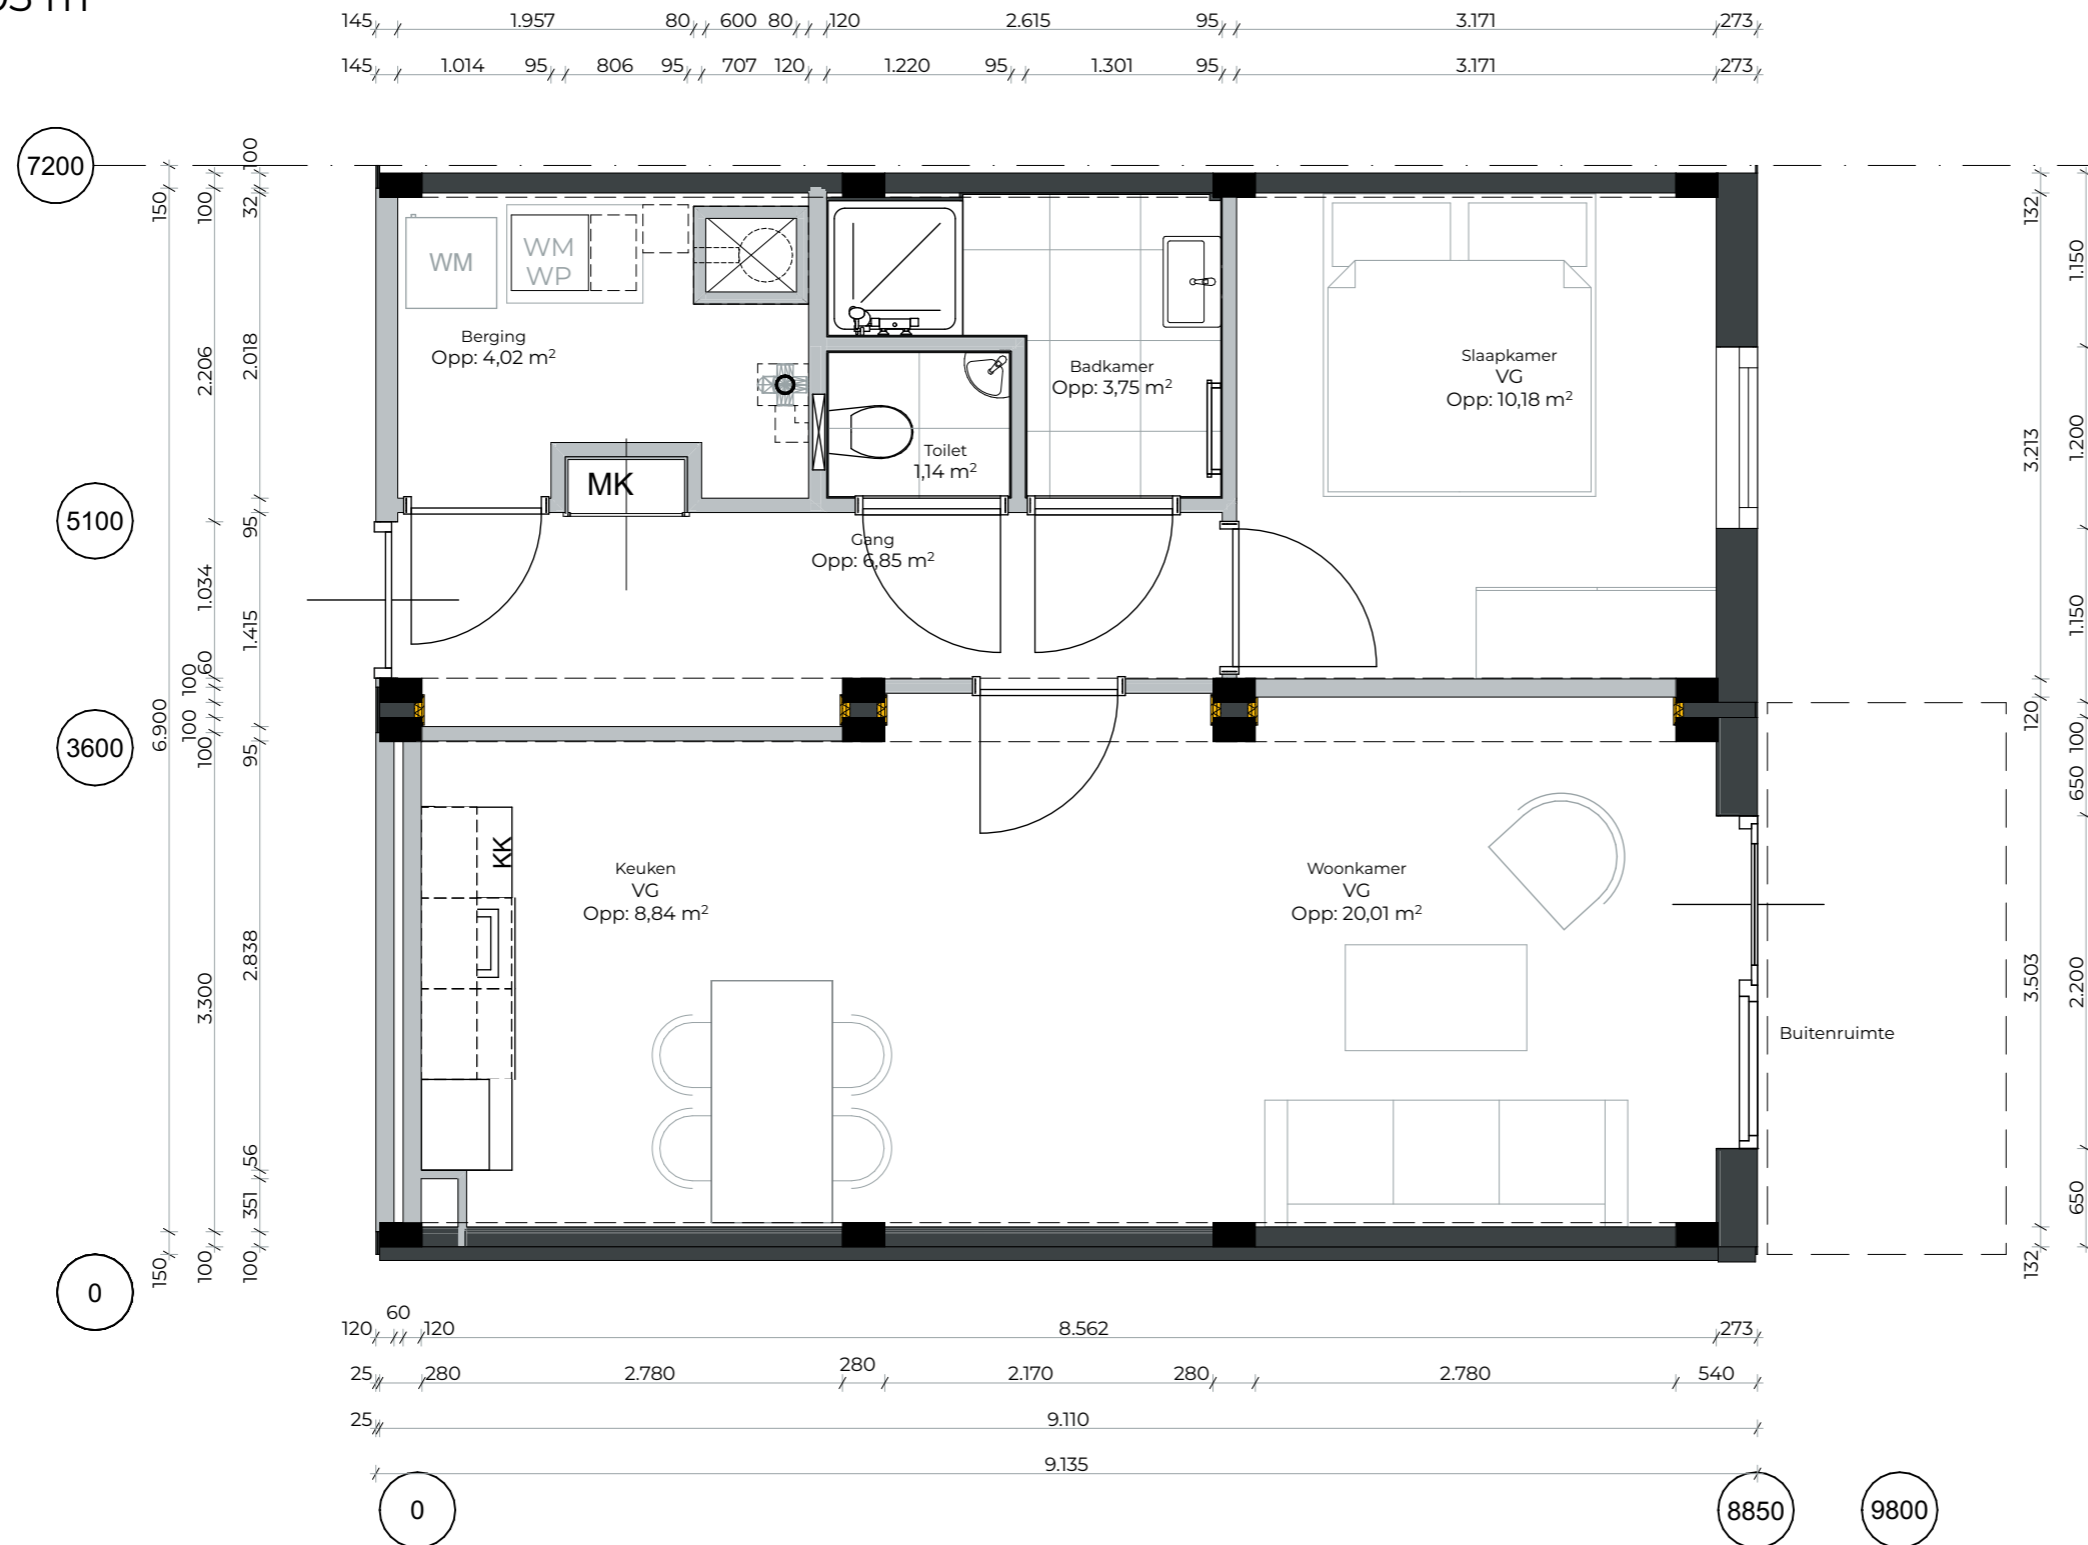 145 1.957 80 600 80 120 2.615 95 3.171 273
145 1.014 95 806 95 707 120 1.220 95 1.301 95 3.171 273
7200
5100
3600
0
150 6.900 150
100 2.206 1.034 60 100 100 100 3.300 100
100 32 2.018 95 1.415 95 2.838 56 351 100
WM
WM
WP
Berging
Opp: 4,02 m²
MK
Toilet
1,14 m²
Badkamer
Opp: 3,75 m²
Slaapkamer
VG
Opp: 10,18 m²
Gang
Opp: 6,85 m²
KK
Keuken
VG
Opp: 8,84 m²
Woonkamer
VG
Opp: 20,01 m²
Buitenruimte
132 3.213 120 3.503 132
1.150 1.200 1.150 100 650 2.200 650
120 60 120 8.562 273
25 280 2.780 280 2.170 280 2.780 540
25 9.110
9.135
0
8850
9800